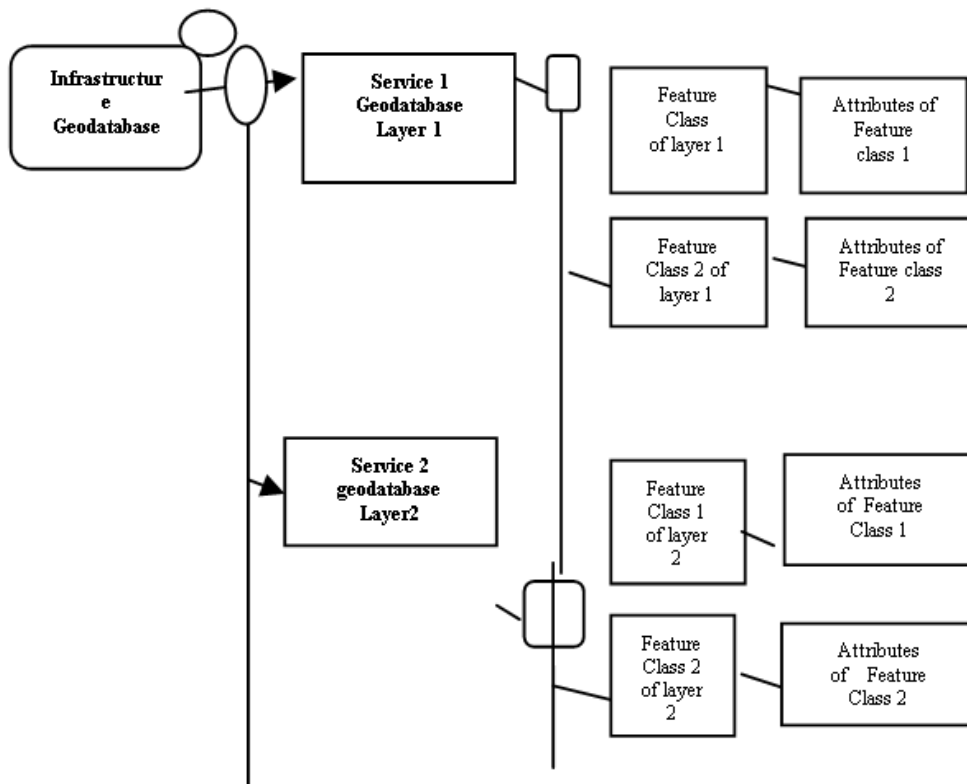 Infrastructur
e
Geodatabase
Service 1
Geodatabase
Layer 1
Feature
Class
of layer 1
Attributes of
Feature
class 1
Feature
Class 2 of
layer 1
Attributes of
Feature class
2
Service 2
geodatabase
Layer2
Feature
Class 1
of layer
2
Attributes
of Feature
Class 1
Feature
Class 2
of layer
2
Attributes
of Feature
Class 2